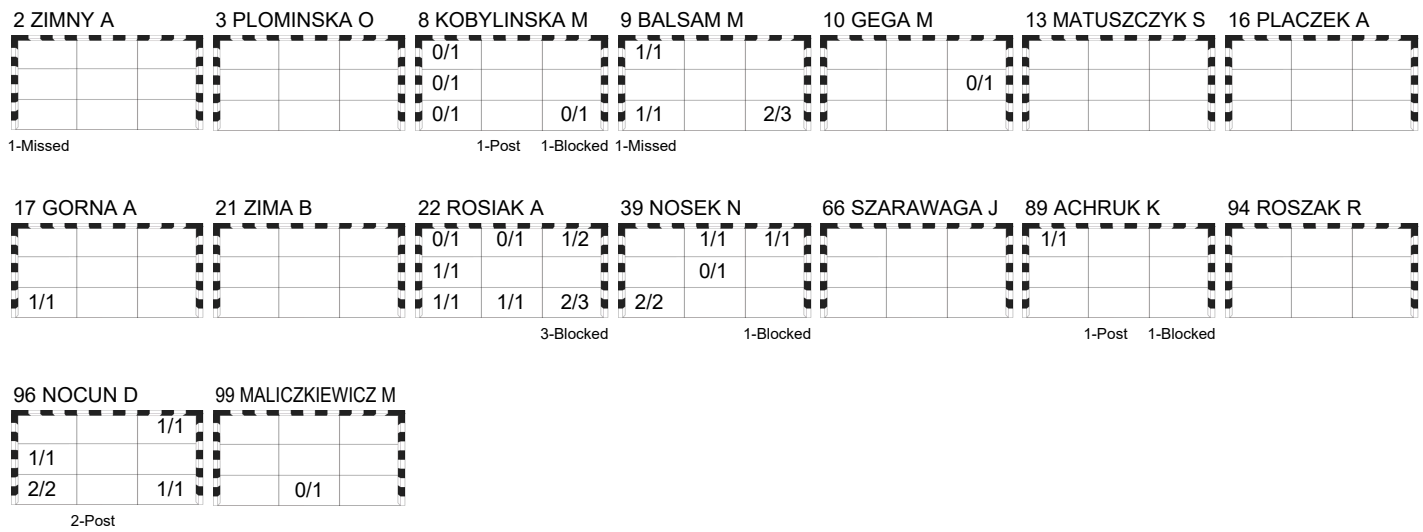 2 ZIMNY A 3 PLOMINSKA O 8 KOBYLINSKA M 9 BALSAM M 10 GEGA M 13 MATUSZCZYK S 16 PLACZEK A
0/1 1/1
0/1 0/1
0/1 0/1 1/1 2/3
1-Missed 1-Post 1-Blocked 1-Missed
17 GORNA A 21 ZIMA B 22 ROSIAK A 39 NOSEK N 66 SZARAWAGA J 89 ACHRUK K 94 ROSZAK R
0/1 0/1 1/2 1/1 1/1 1/1
1/1 0/1
1/1 1/1 1/1 2/3 2/2
3-Blocked 1-Blocked 1-Post 1-Blocked
96 NOCUN D 99 MALICZKIEWICZ M
1/1
1/1
2/2 1/1 0/1
2-Post